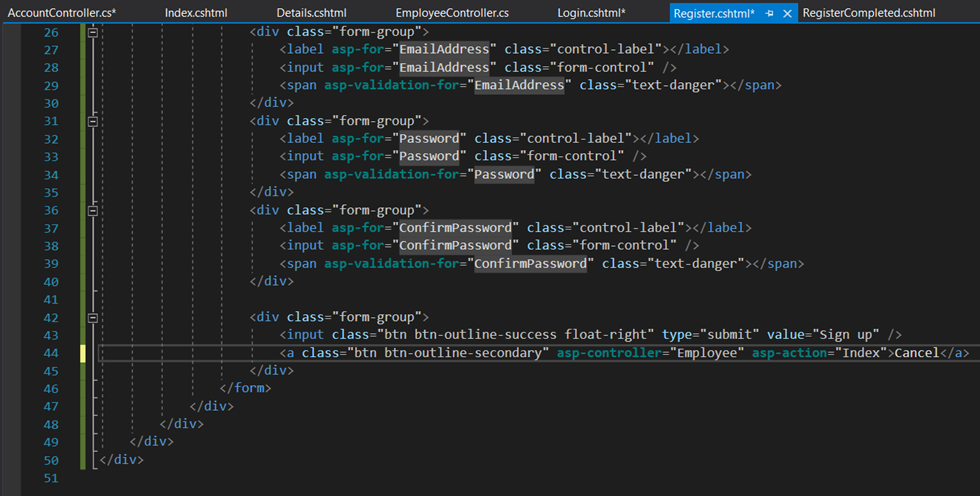 AccountController.cs* Index.cshtml Details.cshtml EmployeeController.cs Login.cshtml* Register.cshtml* RegisterCompleted.cshtml
26 <div class="form-group">
27 <label asp-for="EmailAddress" class="control-label"></label>
28 <input asp-for="EmailAddress" class="form-control" />
29 <span asp-validation-for="EmailAddress" class="text-danger"></span>
30 </div>
31 <div class="form-group">
32 <label asp-for="Password" class="control-label"></label>
33 <input asp-for="Password" class="form-control" />
34 <span asp-validation-for="Password" class="text-danger"></span>
35 </div>
36 <div class="form-group">
37 <label asp-for="ConfirmPassword" class="control-label"></label>
38 <input asp-for="ConfirmPassword" class="form-control" />
39 <span asp-validation-for="ConfirmPassword" class="text-danger"></span>
40 </div>
41
42 <div class="form-group">
43 <input class="btn btn-outline-success float-right" type="submit" value="Sign up" />
44 <a class="btn btn-outline-secondary" asp-controller="Employee" asp-action="Index">Cancel</a>
45 </div>
46 </form>
47 </div>
48 </div>
49 </div>
50 </div>
51